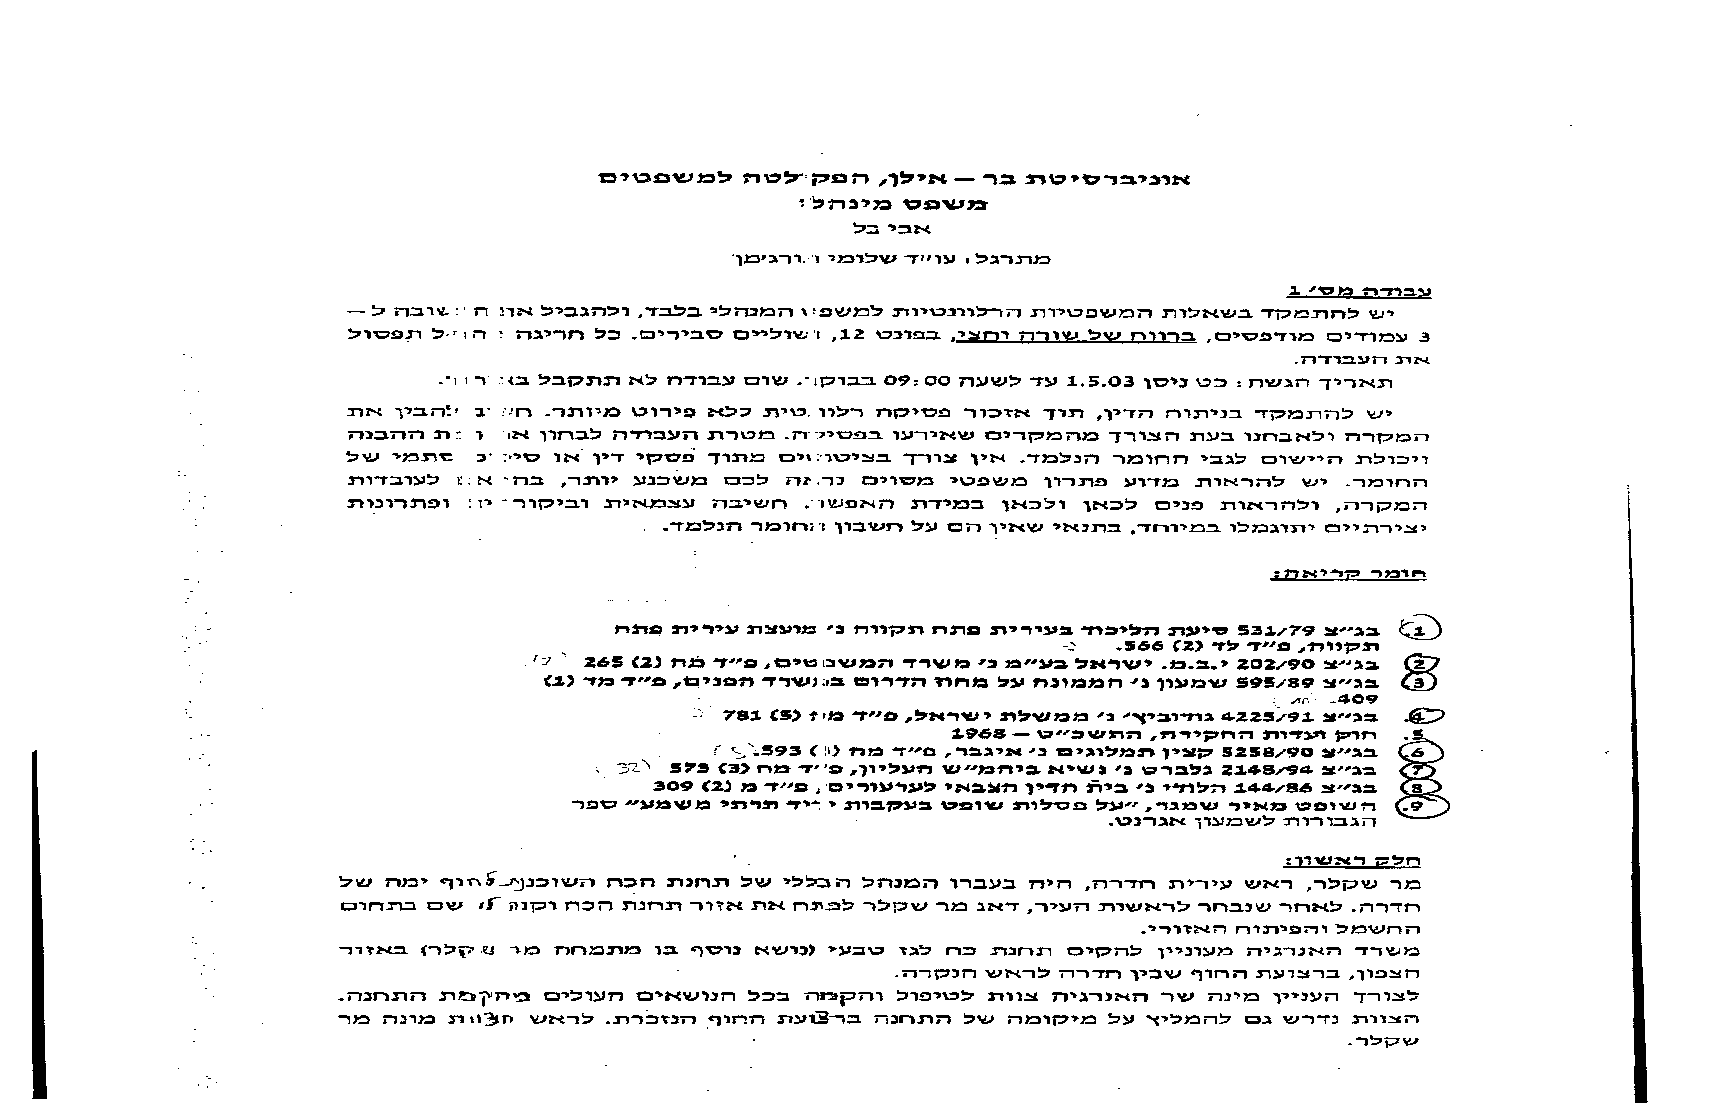 אוניברסיטת בר – אילן, הפקולטה למשפטים
משפט מינהלי
אבי בל
מתרגל: עו״ד שלומי
עבודה מס׳ 1
יש להתמקד בשאלות המשפטיות הרלוונטיות למשפט המנהלי בלבד, ולהגביל את התשובה ל –
3 עמודים מודפסים, ברווח של שורה וחצי, בפונט 12, ושוליים סבירים. כל חריגה תפסול
את העבודה.
תאריך הגשה: כט ניסן 1.5.03 עד לשעה 09:00 בבוקר. שום עבודה לא תתקבל
יש להתמקד בניתוח הדין, תוך אזכור פסיקה רלוונטית ללא פירוט מיותר. להבין את
המקרה ולאבחנו בעת הצורך מהמקרים שאירעו בפסיקה. מטרת העבודה לבחון את ההבנה
ויכולת היישום לגבי החומר הנלמד. אין צורך בציטוטים מתוך פסקי דין או סתמי של
החומר. יש להראות מדוע פתרון משפטי מסוים נראה לכם משכנע יותר, לעובדות
המקרה, ולהראות פנים לכאן ולכאן במידת האפשר. חשיבה עצמאית וביקורתית ופתרונות
יצירתיים יתוגמלו במיוחד, בתנאי שאין הם על חשבון החומר הנלמד.
חומר קריאה:
1. בג״צ 531/79 סיעת הליכוד בעירית פתח תקווה נ׳ מועצת עירית פתח
תקווה, פ״ד לד (2) 566.
2 בג״צ 202/90 י.ב.מ. ישראל בע״מ נ׳ משרד המשפטים, פ״ד מח (2) 265
3 בג״צ 595/89 שמעון נ׳ הממונה על מחוז הדרום במשרד הפנים, פ״ד מד (1)
409.
4. בג״צ 4225/91 נ׳ ממשלת ישראל, פ״ד (5) 781
5. חוק ועדות החקירה, התשכ״ט – 1968
6 בג״צ 5258/90 קצין תגמולים נ׳ איגבר, פ״ד מח 593.
7 בג״צ 2148/94 גלברט נ׳ נשיא ביהמ״ש העליון, פ״ד מח (3) 573
8 בג״צ 144/86 נ׳ בית הדין הצבאי לערעורים, פ״ד מ (2) 309
9. השופט מאיר שמגר, ״על פסלות שופט בעקבות ידיד תרתי משמע״ ספר
הגבורות לשמעון אגרנט.
חלק ראשון:
מר שקלר, ראש עירית חדרה, היה בעברו המנהל הכללי של תחנת הכח השוכנת לחוף ימה של
חדרה. לאחר שנבחר לראשות העיר, דאג מר שקלר לפתח את אזור תחנת הכח וקנה לו שם בתחום
החשמל והפיתוח האזורי.
משרד האנרגיה מעוניין להקים תחנת כח לגז טבעי (נושא נוסף בו מתמחה מר שקלר) באזור
הצפון, ברצועת החוף שבין חדרה לראש הנקרה.
לצורך העניין מינה שר האנרגיה צוות לטיפול והקמה בכל הנושאים העולים מהקמת התחנה.
הצוות נדרש גם להמליץ על מיקומה של התחנה ברצועת החוף הנזכרת. לראש הצוות מונה מר
שקלר.